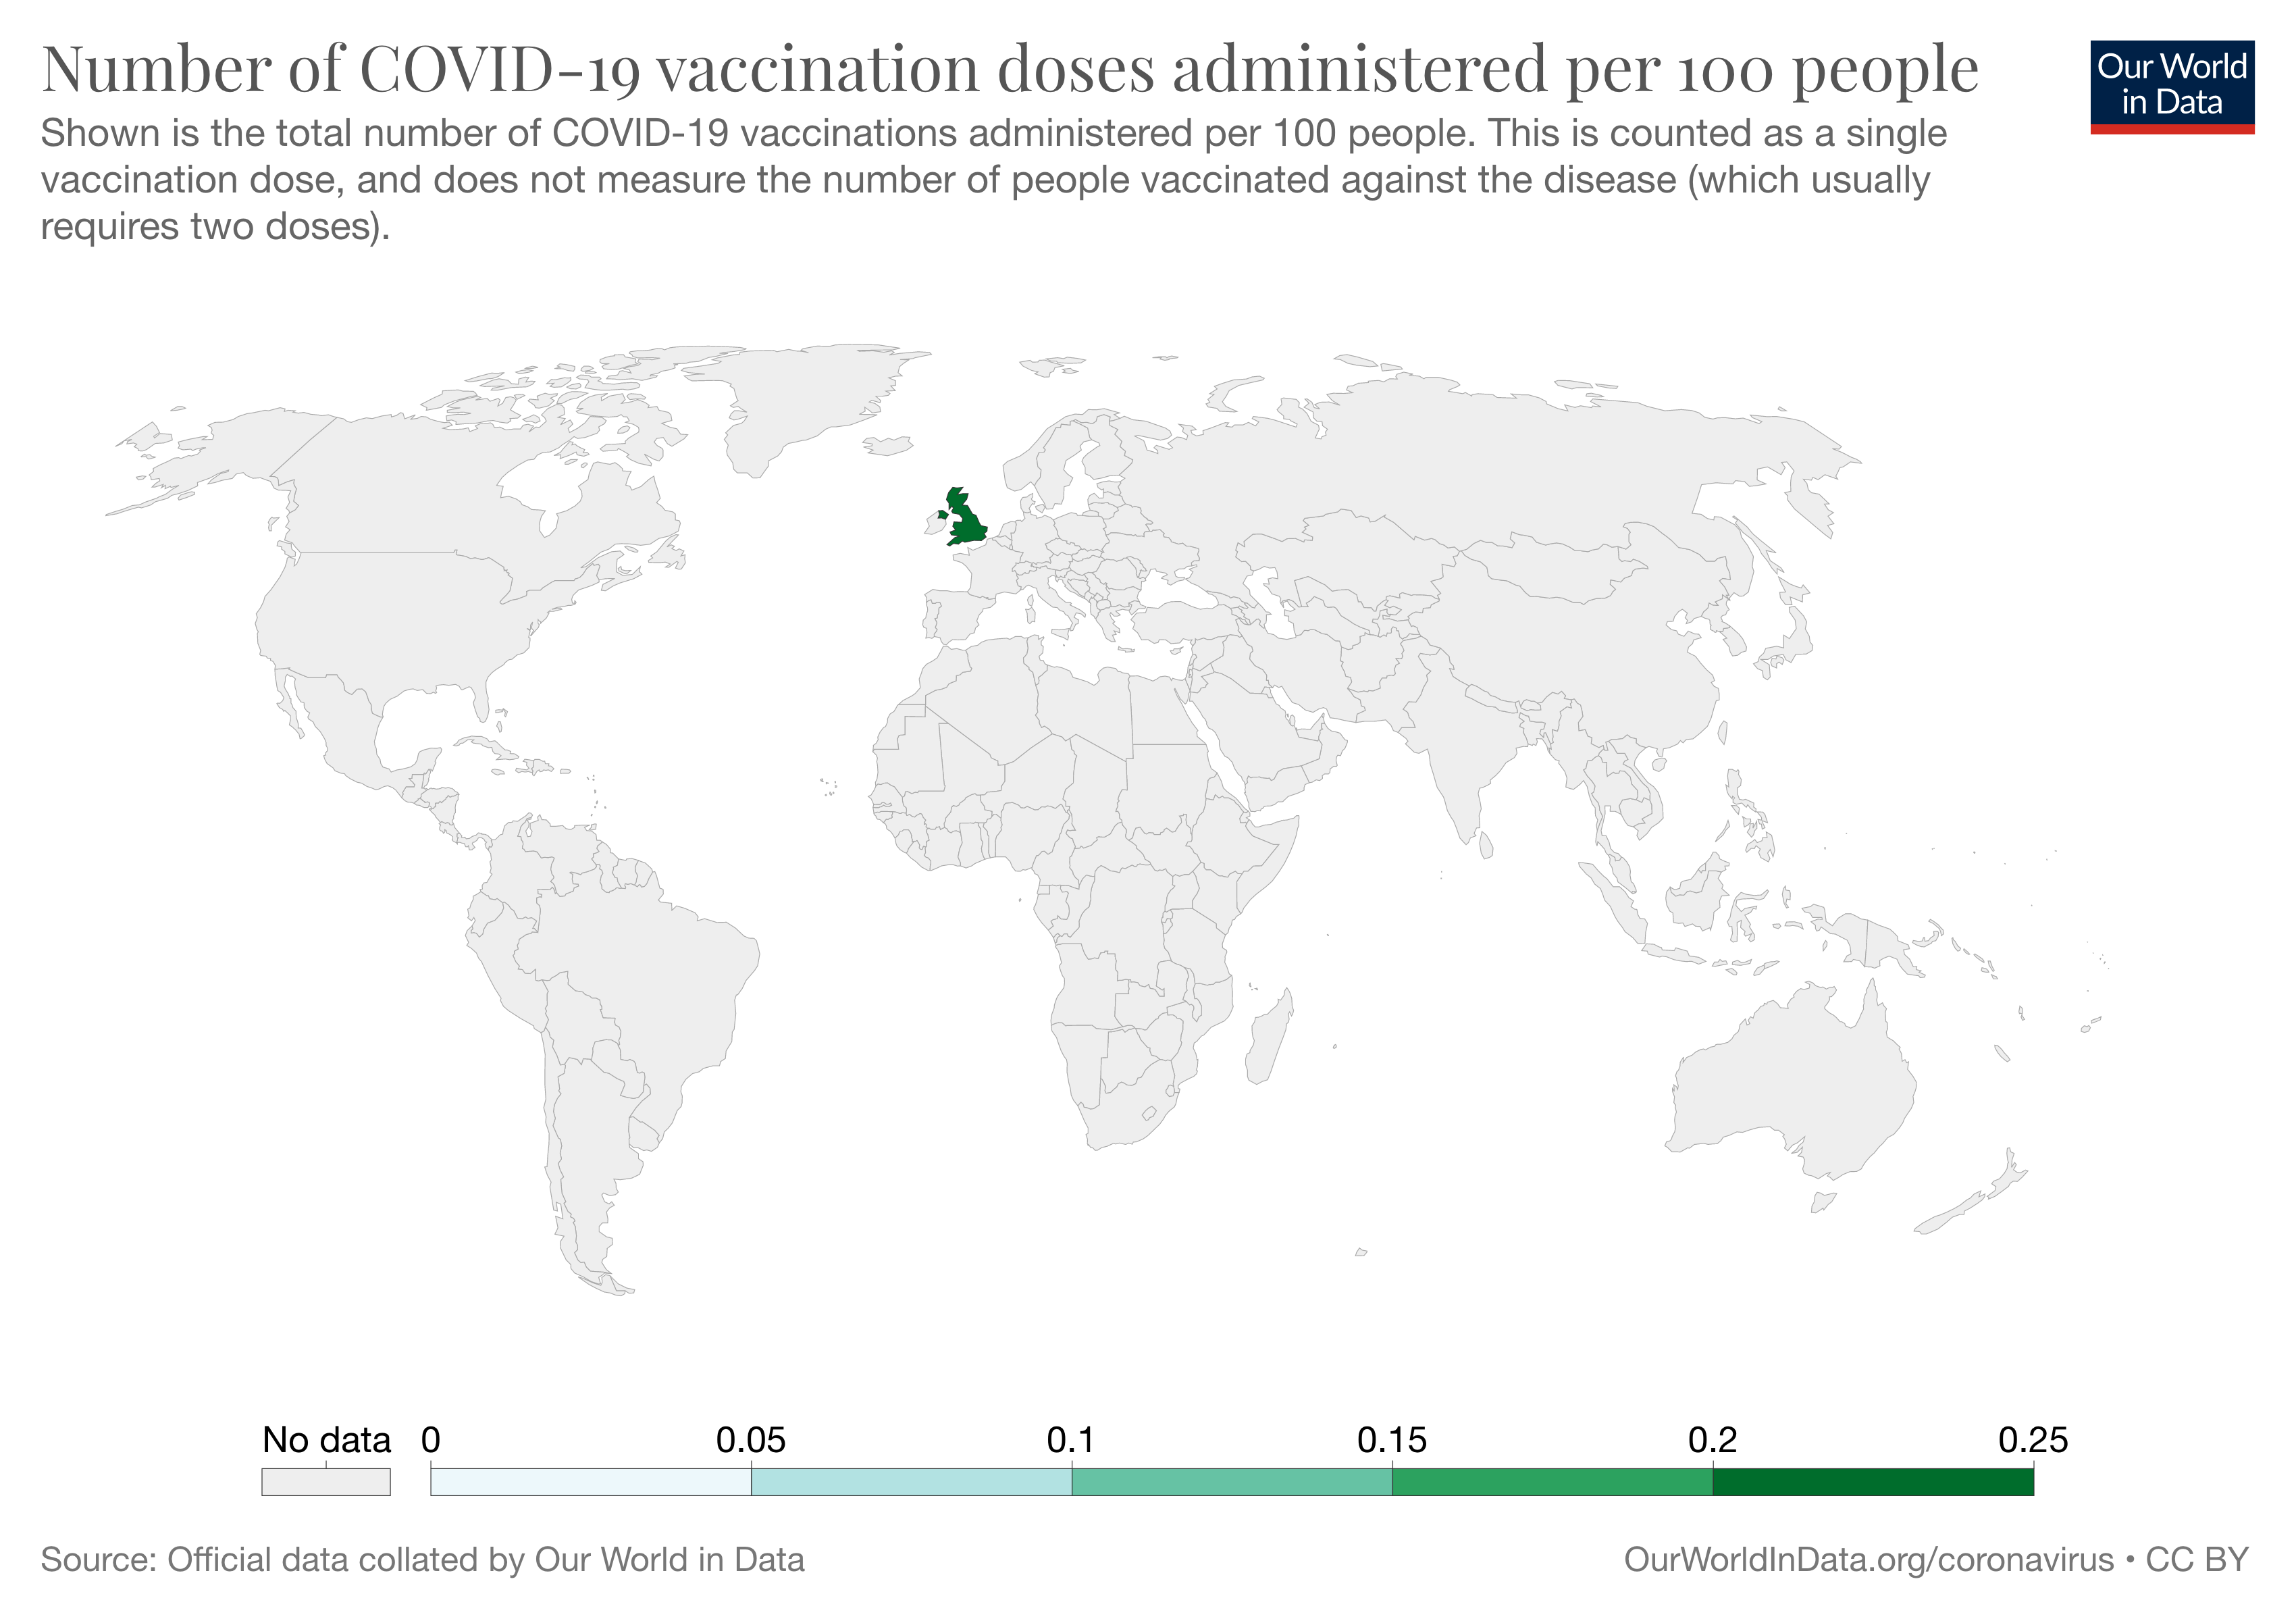 Number of COVID-19 vaccination doses administered per 100 people
Our World
in Data
Shown is the total number of COVID-19 vaccinations administered per 100 people. This is counted as a single
vaccination dose, and does not measure the number of people vaccinated against the disease (which usually
requires two doses).
No data 0 0.05 0.1 0.15 0.2 0.25
Source: Official data collated by Our World in Data
OurWorldInData.org/coronavirus • CC BY